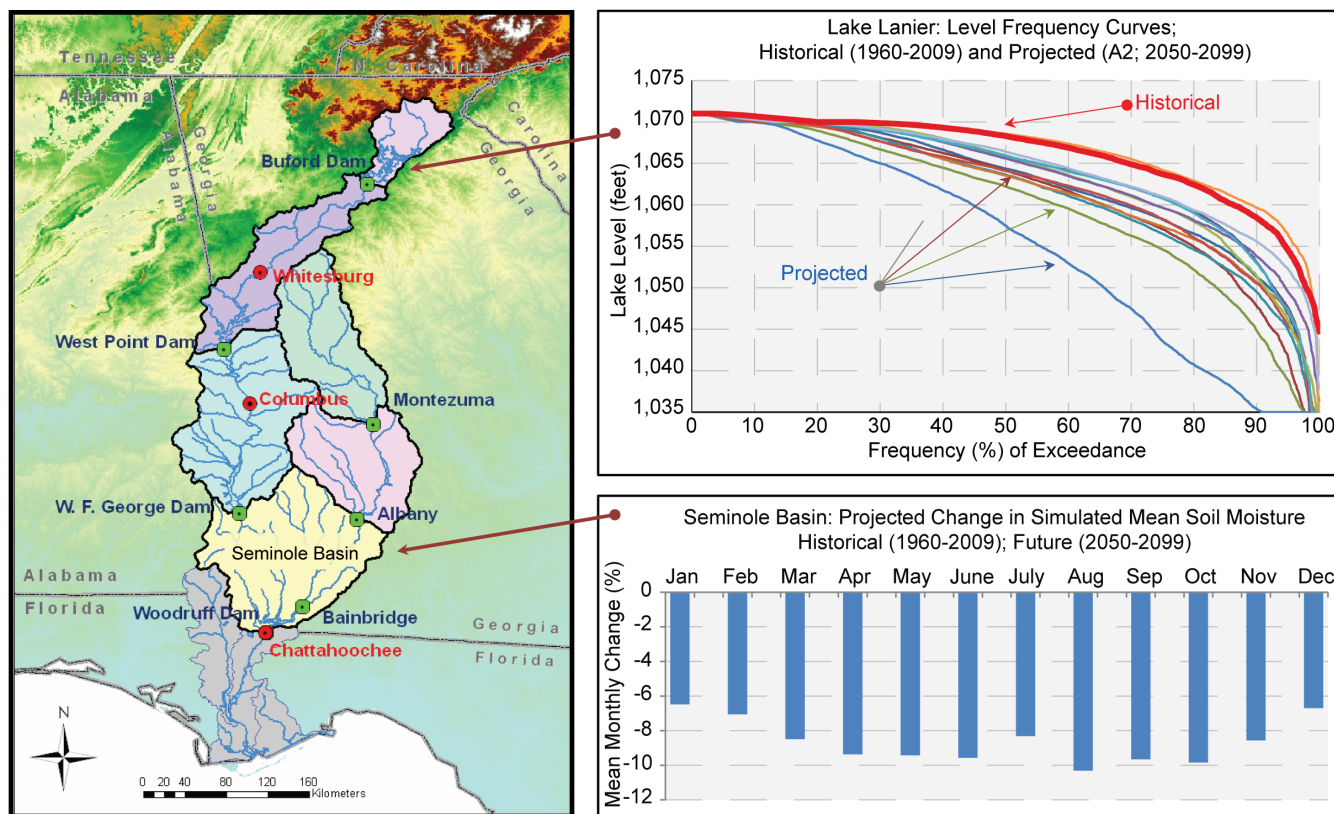 Tennessee
N. Carolina
Alabama
Alabama
Georgia
Carolina
Georgia
Buford Dam
Whitesburg
West Point Dam
Columbus
Montezuma
W. F. George Dam
Albany
Seminole Basin
Alabama
Florida
Woodruff Dam
Bainbridge
Georgia
Florida
Chattahoochee
N
0 20 40 80 120 160
Kilometers
Lake Lanier: Level Frequency Curves;
Historical (1960-2009) and Projected (A2; 2050-2099)
Lake Level (feet)
1,075
1,070
1,065
1,060
1,055
1,050
1,045
1,040
1,035
Historical
Projected
0 10 20 30 40 50 60 70 80 90 100
Frequency (%) of Exceedance
Seminole Basin: Projected Change in Simulated Mean Soil Moisture
Historical (1960-2009); Future (2050-2099)
Jan Feb Mar Apr May June July Aug Sep Oct Nov Dec
Mean Monthly Change (%)
0
-2
-4
-6
-8
-10
-12